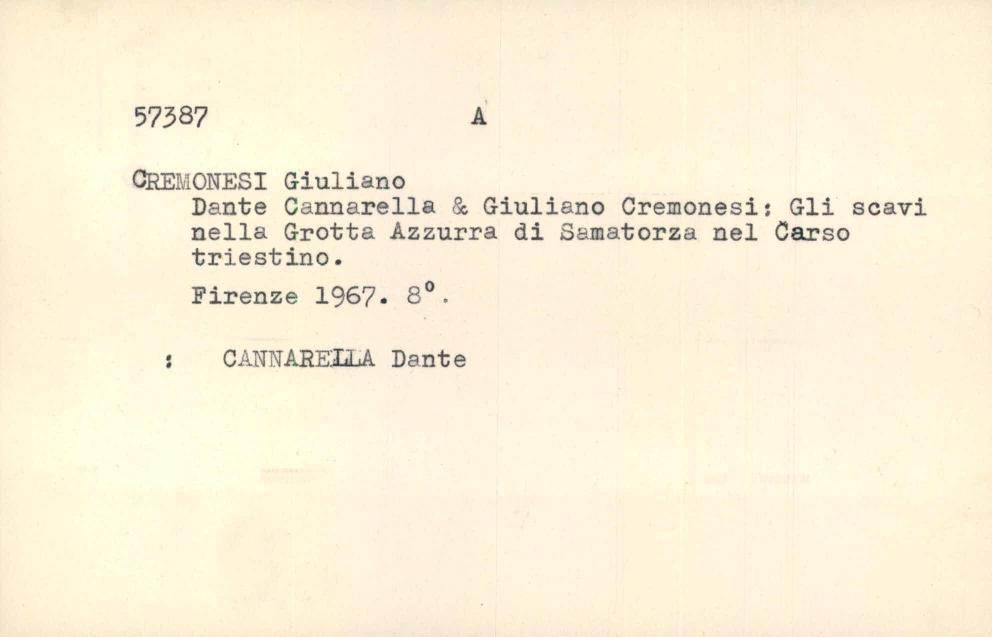 57387 A
CREMONESI Giuliano
Dante Cannarella & Giuliano Cremonesi: Gli scavi
nella Grotta Azzurra di Samatorza nel Carso
triestino.
Firenze 1967. 8°.
: CANNARELLA Dante